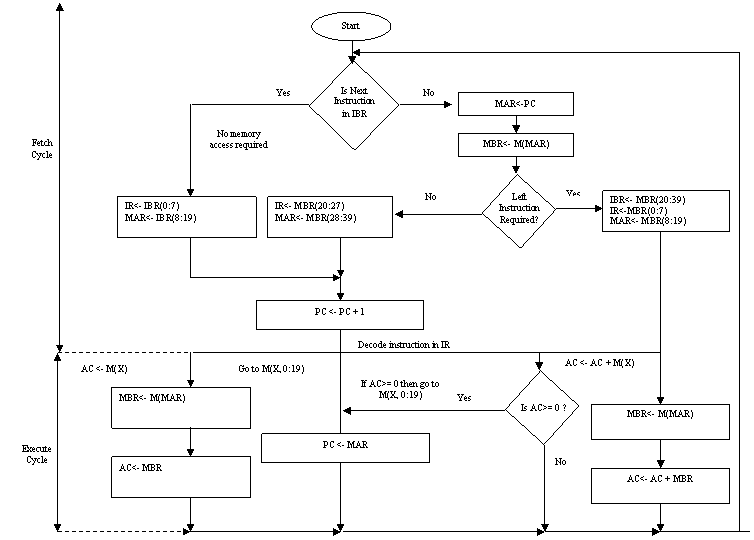 Start
Is Next
Instruction
in IBR
Yes
No
MAR<-PC
No memory
access required
MBR<- M(MAR)
Fetch
Cycle
IR<- IBR(0:7)
MAR<- IBR(8:19)
IR<- MBR(20:27)
MAR<- MBR(28:39)
No
Left
Instruction
Required?
Yes
IBR<- MBR(20:39)
IR<-MBR(0:7)
MAR<- MBR(8:19)
PC <- PC + 1
Decode instruction in IR
AC <- M(X)
Go to M(X, 0:19)
AC <- AC + M(X)
If AC>= 0 then go to
M(X, 0:19)
Yes
Is AC>= 0 ?
MBR<- M(MAR)
MBR<- M(MAR)
Execute
Cycle
PC <- MAR
No
AC<- MBR
AC<- AC + MBR